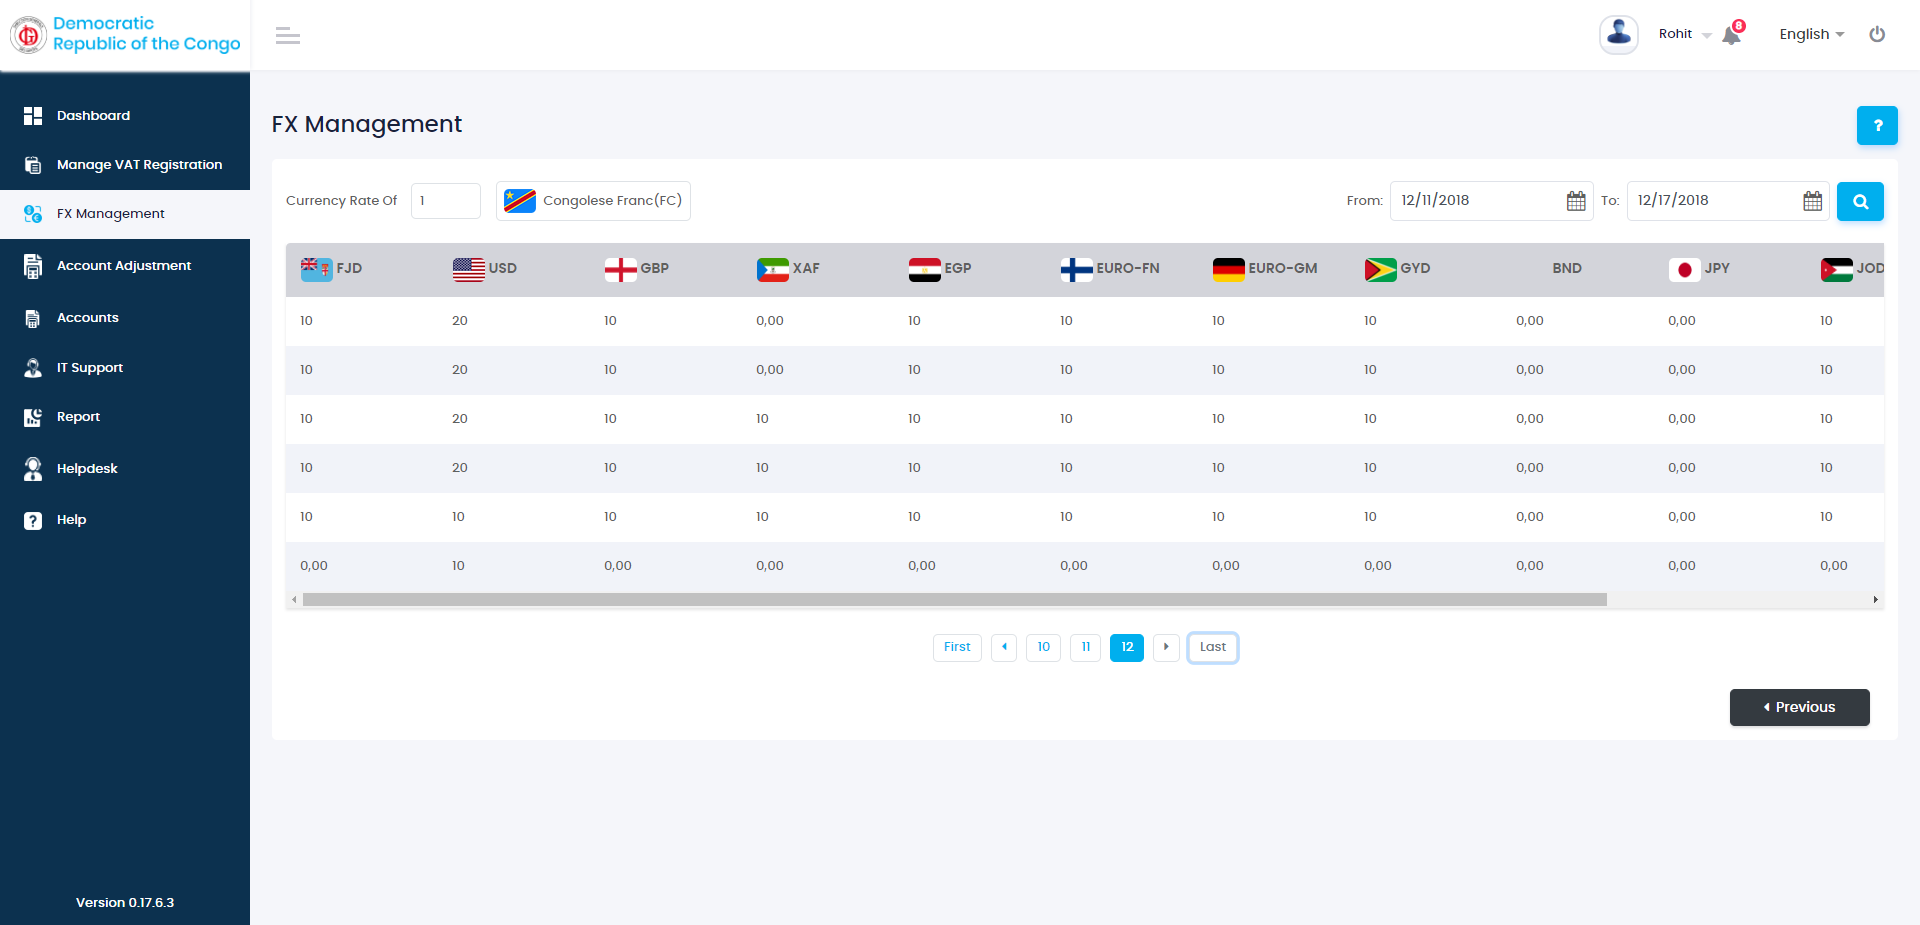 Democratic
Republic of the Congo
Rohit
8
English
Dashboard
Manage VAT Registration
FX Management
Account Adjustment
Accounts
IT Support
Report
Helpdesk
Help
Version 0.17.6.3
FX Management
?
Currency Rate Of 1 Congolese Franc(FC) From: 12/11/2018 To: 12/17/2018
FJD USD GBP XAF EGP EURO-FN EURO-GM GYD BND JPY JOD
10 20 10 0,00 10 10 10 10 0,00 0,00 10
10 20 10 0,00 10 10 10 10 0,00 0,00 10
10 20 10 10 10 10 10 10 0,00 0,00 10
10 20 10 10 10 10 10 10 0,00 0,00 10
10 10 10 10 10 10 10 10 0,00 0,00 10
0,00 10 0,00 0,00 0,00 0,00 0,00 0,00 0,00 0,00 0,00
First 10 11 12 Last
Previous